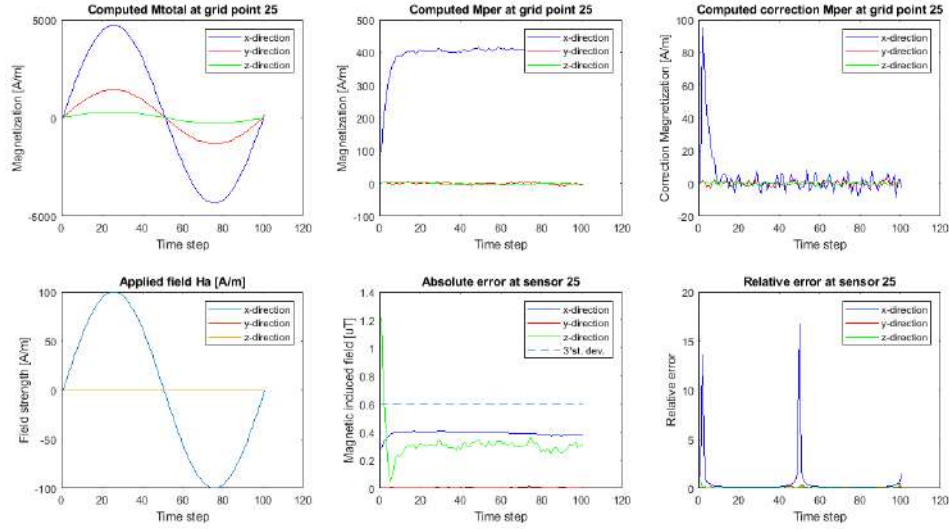 Computed Mtotal at grid point 25
Magnetization [A/m]
5000
0
-5000
x-direction
y-direction
z-direction
0 20 40 60 80 100 120
Time step
Computed Mper at grid point 25
Magnetization [A/m]
500
400
300
200
100
0
-100
x-direction
y-direction
z-direction
0 20 40 60 80 100 120
Time step
Computed correction Mper at grid point 25
Correction Magnetization [A/m]
100
80
60
40
20
0
-20
x-direction
y-direction
z-direction
0 20 40 60 80 100 120
Time step
Applied field Ha [A/m]
Field strength [A/m]
100
50
0
-50
-100
x-direction
y-direction
z-direction
0 20 40 60 80 100 120
Time step
Absolute error at sensor 25
Magnetic induced field [uT]
1.4
1.2
1
0.8
0.6
0.4
0.2
0
x-direction
y-direction
z-direction
3*st. dev.
0 20 40 60 80 100 120
Time step
Relative error at sensor 25
Relative error
20
15
10
5
0
x-direction
y-direction
z-direction
0 20 40 60 80 100 120
Time step